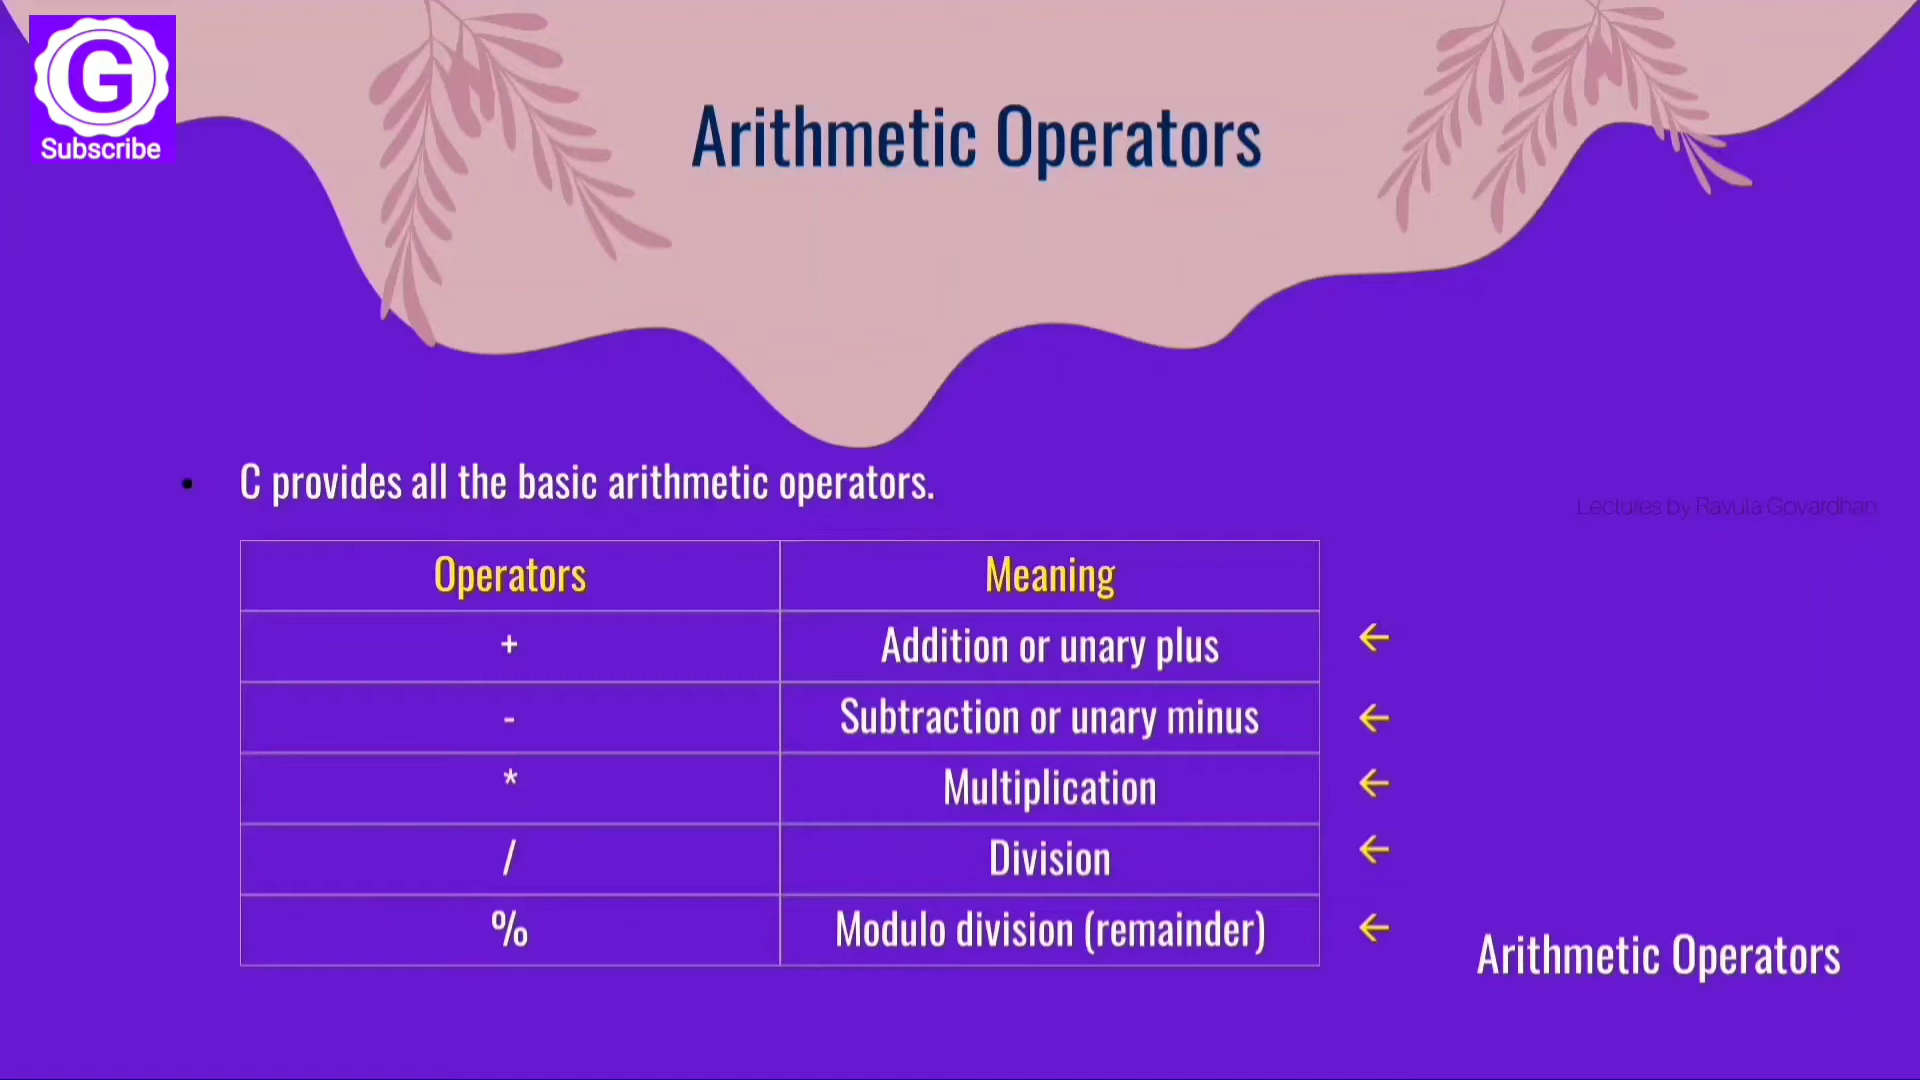 G
Subscribe
Arithmetic Operators
• C provides all the basic arithmetic operators.
Lectures by Ravula Govardhan
Operators Meaning
+ Addition or unary plus ←
- Subtraction or unary minus ←
* Multiplication ←
/ Division ←
% Modulo division (remainder) ←
Arithmetic Operators